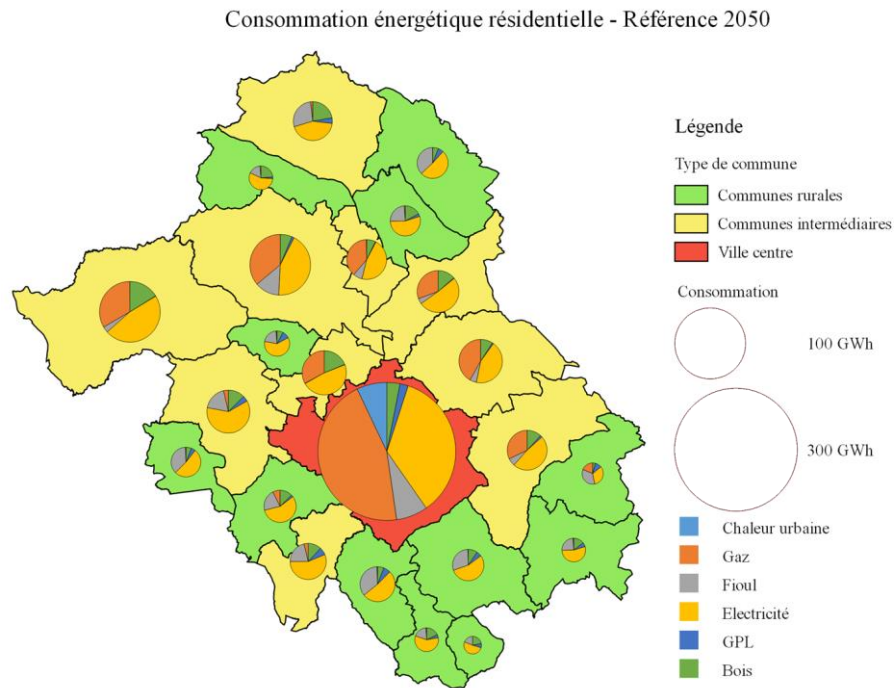 Consommation énergétique résidentielle - Référence 2050
Légende
Type de commune
Communes rurales
Communes intermédiaires
Ville centre
Consommation
100 GWh
300 GWh
Chaleur urbaine
Gaz
Fioul
Electricité
GPL
Bois